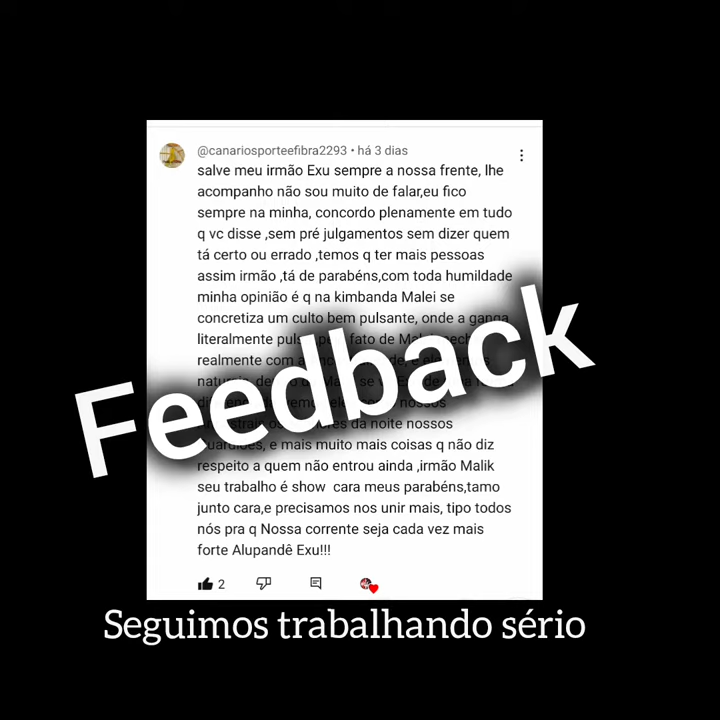 @canariosporteefibra2293 • há 3 dias
salve meu irmão Exu sempre a nossa frente, lhe
acompanho não sou muito de falar,eu fico
sempre na minha, concordo plenamente em tudo
q vc disse ,sem pré julgamentos sem dizer quem
tá certo ou errado ,temos q ter mais pessoas
assim irmão ,tá de parabéns,com toda humildade
minha opinião é q na kimbanda Malei se
concretiza um culto bem pulsante, onde a ganga
literalmente
fato de
realmente com
Feedback
da noite nossos
e mais muito mais coisas q não diz
respeito a quem não entrou ainda ,irmão Malik
seu trabalho é show cara meus parabéns,tamo
junto cara,e precisamos nos unir mais, tipo todos
nós pra q Nossa corrente seja cada vez mais
forte Alupandê Exu!!!
2
Seguimos trabalhando sério